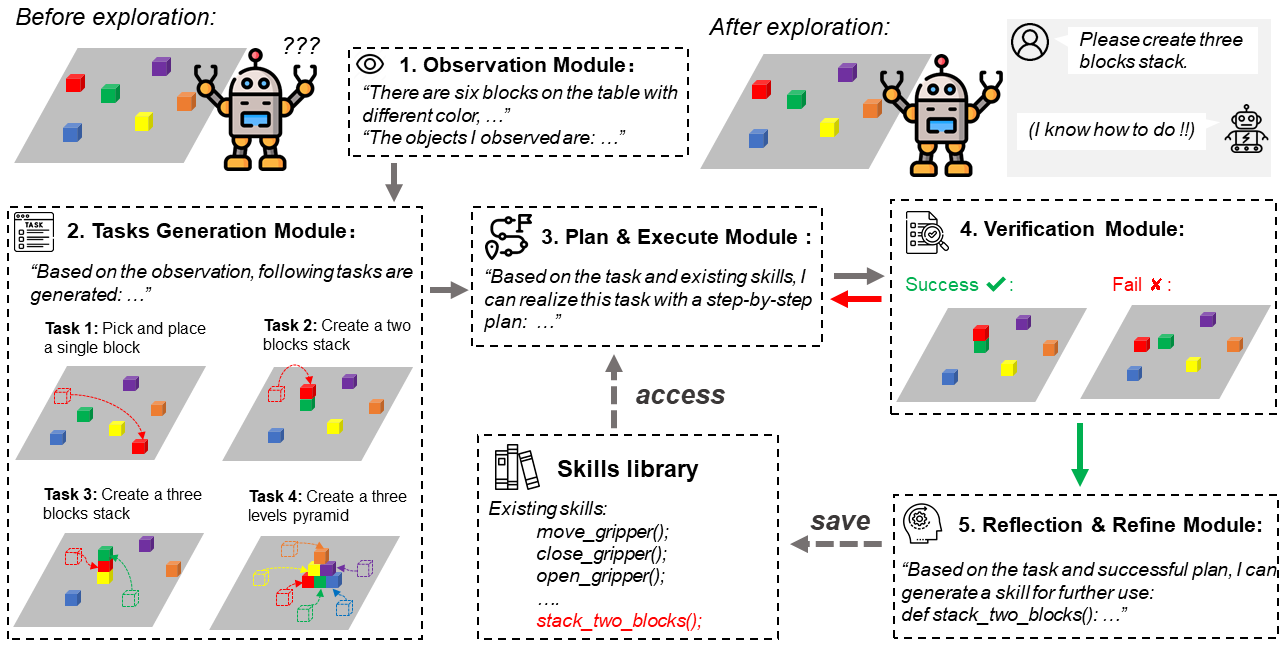 Before exploration:
???
1. Observation Module:
“There are six blocks on the table with
different color, …”
“The objects I observed are: …”
After exploration:
Please create three
blocks stack.
(I know how to do !!)
TASK
2. Tasks Generation Module:
“Based on the observation, following tasks are
generated: …”
Task 1: Pick and place
a single block
Task 2: Create a two
blocks stack
Task 3: Create a three
blocks stack
Task 4: Create a three
levels pyramid
3. Plan & Execute Module :
“Based on the task and existing skills, I
can realize this task with a step-by-step
plan: …”
access
4. Verification Module:
Success ✔ :
Fail ✘ :
Skills library
Existing skills:
move_gripper();
close_gripper();
open_gripper();
….
stack_two_blocks();
save
5. Reflection & Refine Module:
“Based on the task and successful plan, I can
generate a skill for further use:
def stack_two_blocks(): …”